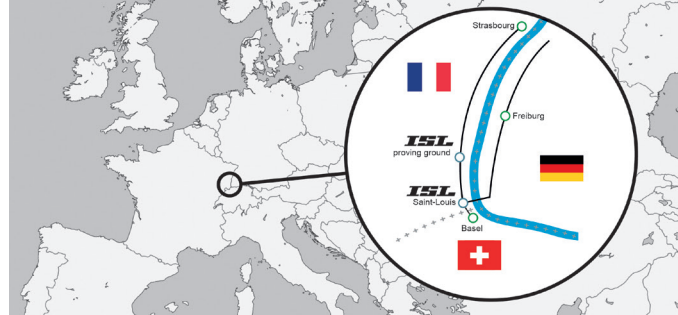 Strasbourg
Freiburg
ISL
proving ground
ISL
Saint-Louis
Basel